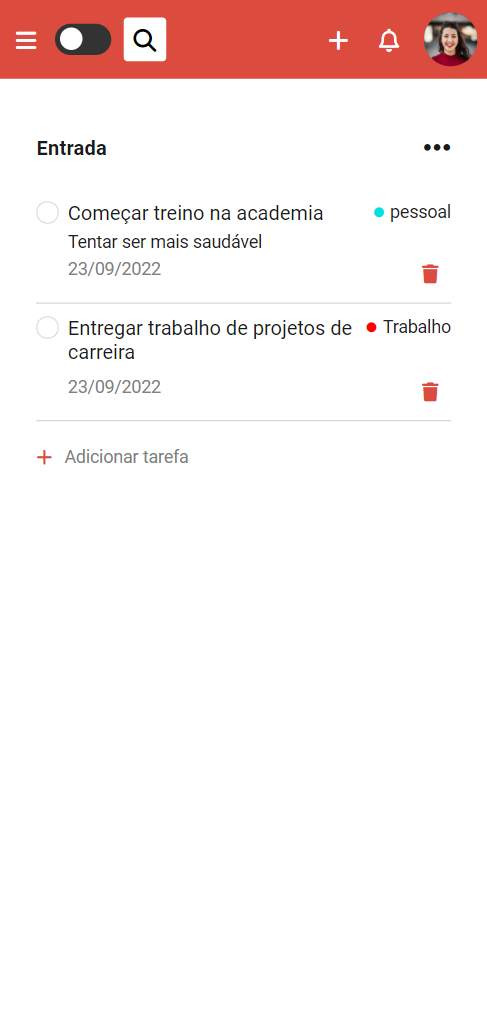 Entrada
Começar treino na academia
pessoal
Tentar ser mais saudável
23/09/2022
Entregar trabalho de projetos de
carreira
Trabalho
23/09/2022
Adicionar tarefa